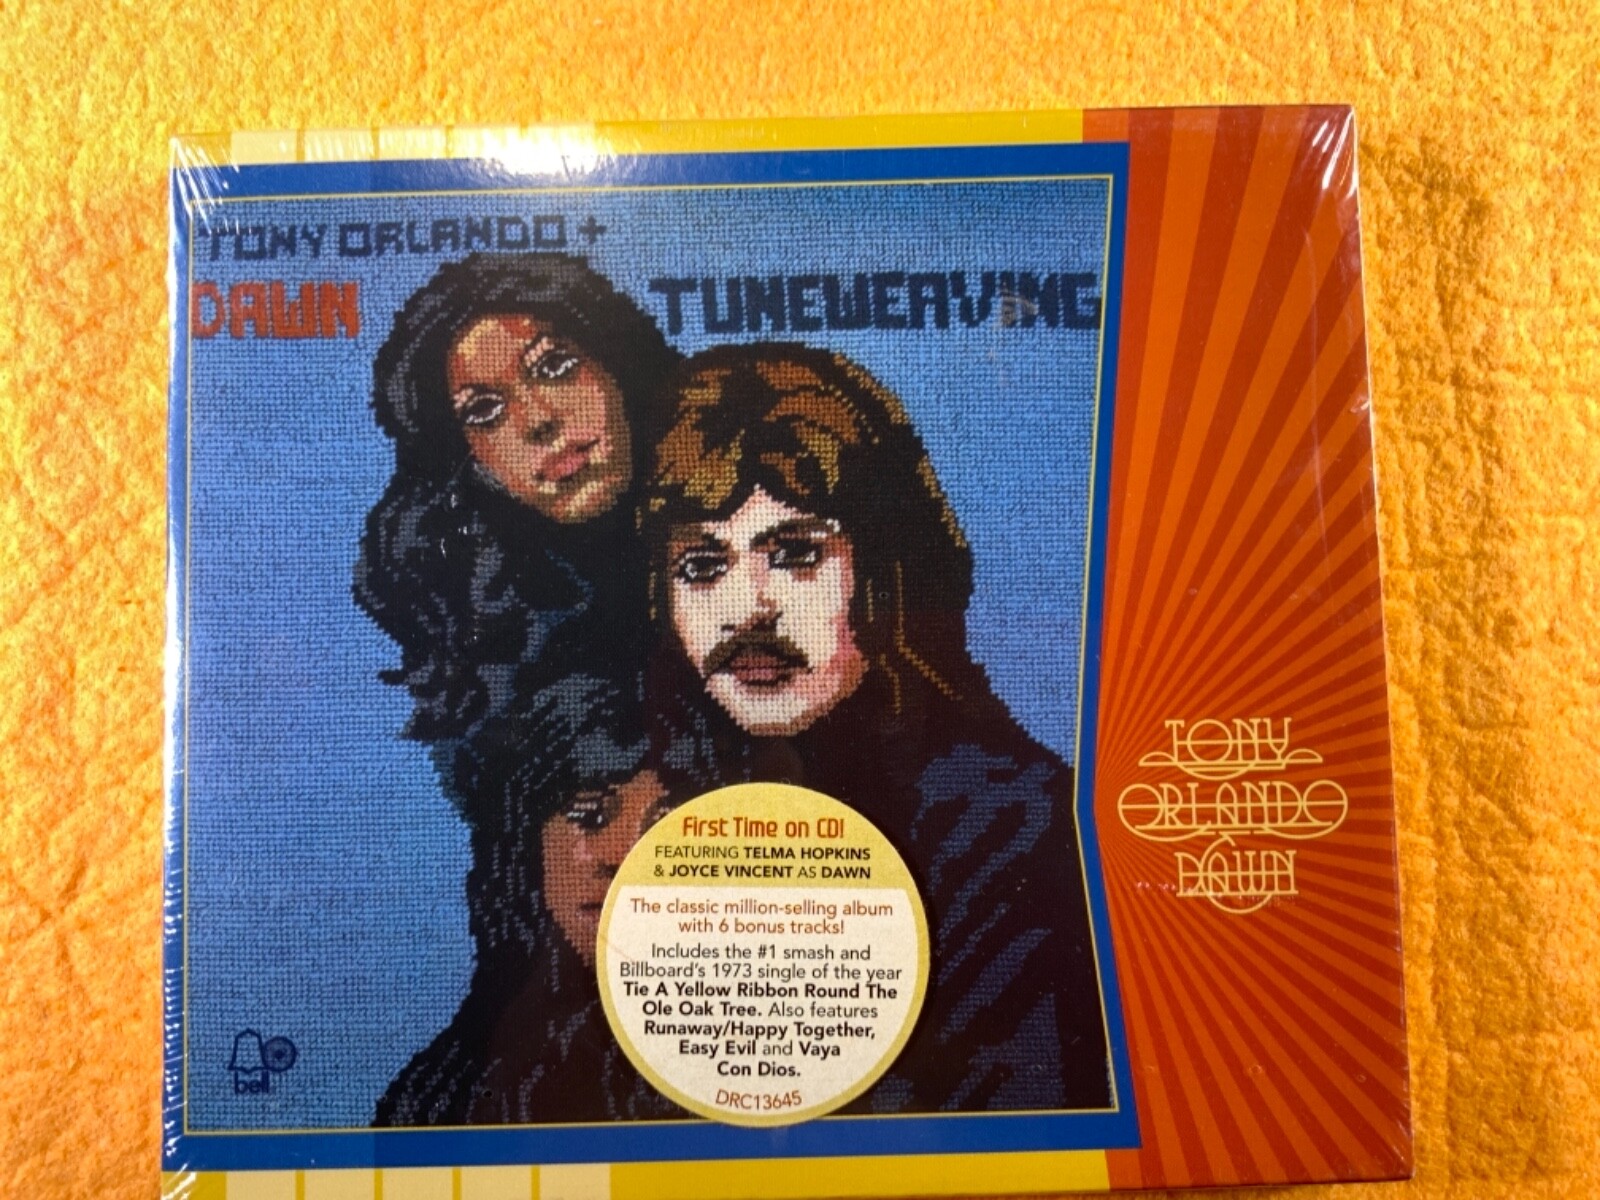 TONY ORLANDO +
DAWN TUNEWEAVING
TONY
ORLANDO
&
DAWN
First Time on CD!
FEATURING TELMA HOPKINS
& JOYCE VINCENT AS DAWN
The classic million-selling album
with 6 bonus tracks!
Includes the #1 smash and
Billboard's 1973 single of the year
Tie A Yellow Ribbon Round The
Ole Oak Tree. Also features
Runaway/Happy Together,
Easy Evil and Vaya
Con Dios.
DRC13645
bell